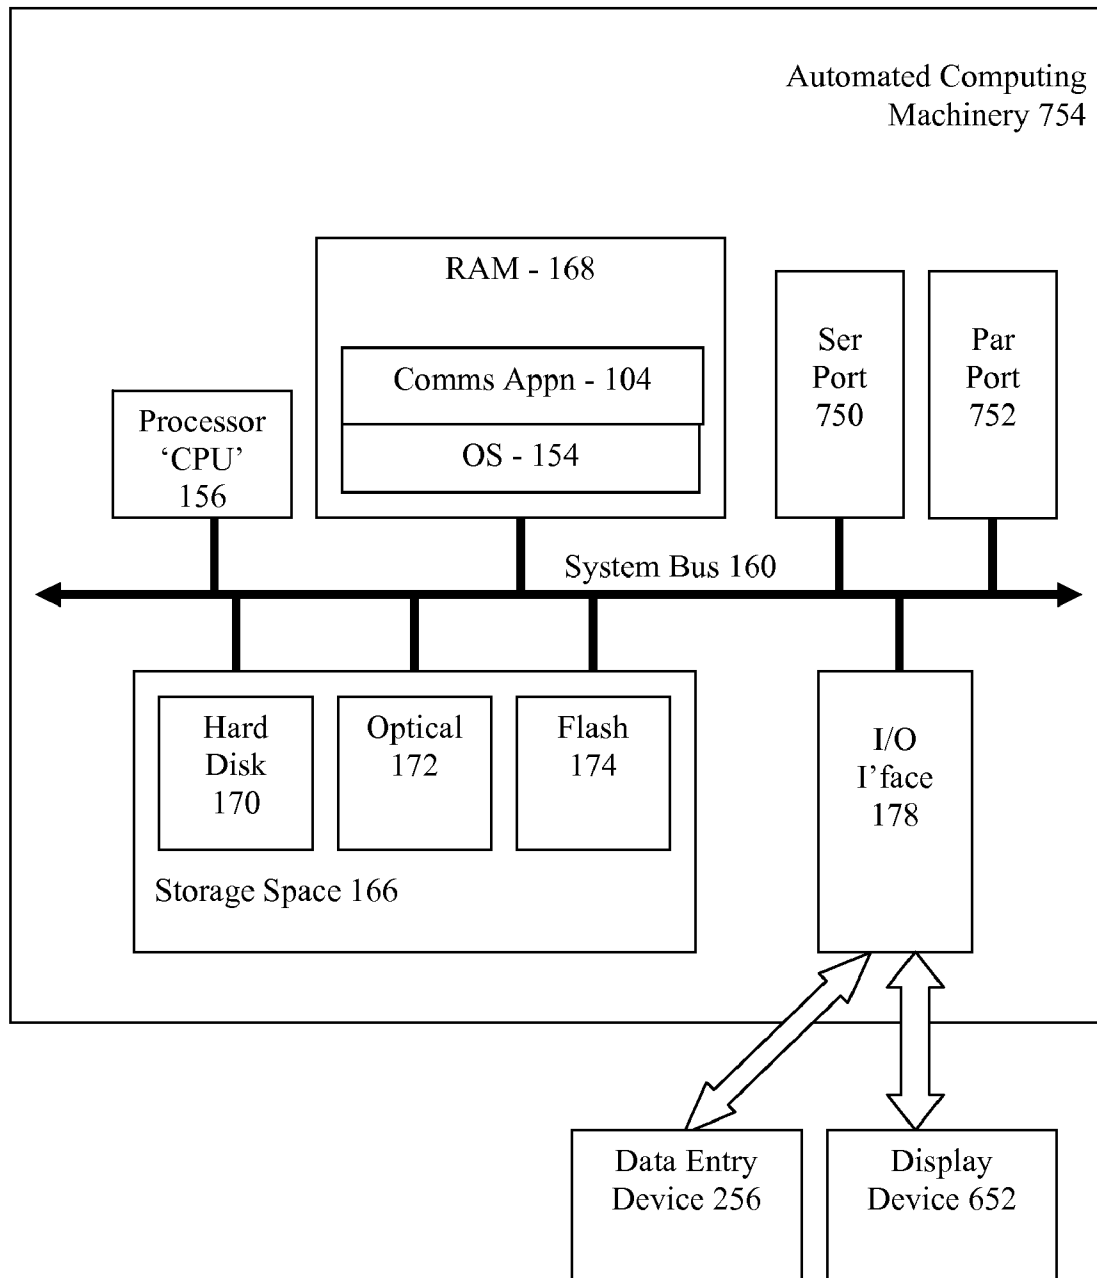 Automated Computing
Machinery 754
RAM - 168
Comms Appn - 104
OS - 154
Processor
‘CPU’
156
Ser
Port
750
Par
Port
752
System Bus 160
Hard
Disk
170
Optical
172
Flash
174
Storage Space 166
I/O
I’face
178
Data Entry
Device 256
Display
Device 652